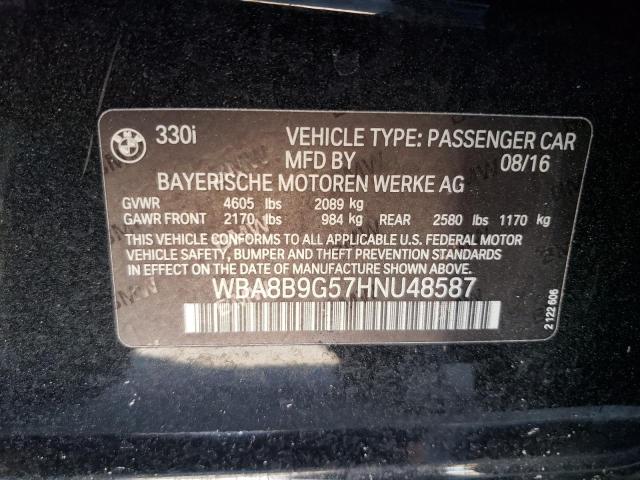 BMW
330i
VEHICLE TYPE: PASSENGER CAR
MFD BY 08/16
BAYERISCHE MOTOREN WERKE AG
GVWR 4605 lbs 2089 kg
GAWR FRONT 2170 lbs 984 kg REAR 2580 lbs 1170 kg
THIS VEHICLE CONFORMS TO ALL APPLICABLE U.S. FEDERAL MOTOR
VEHICLE SAFETY, BUMPER AND THEFT PREVENTION STANDARDS
IN EFFECT ON THE DATE OF MANUFACTURE SHOWN ABOVE.
WBA8B9G57HNU48587
2 122 606